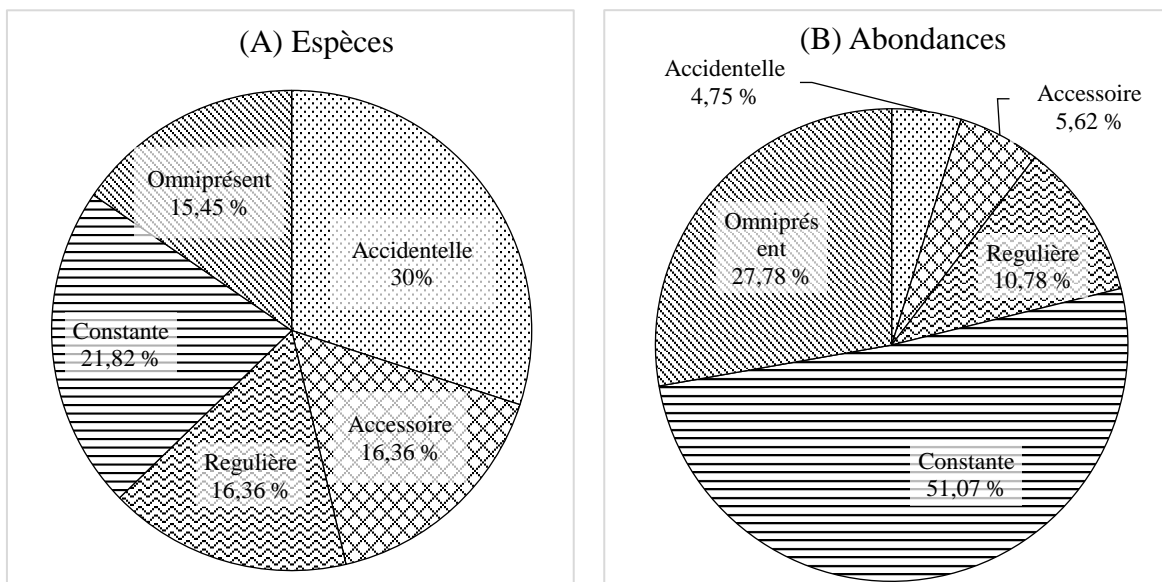 (A) Espèces
Omniprésent
15,45 %
Accidentelle
30%
Constante
21,82 %
Accessoire
16,36 %
Regulière
16,36 %
(B) Abondances
Accidentelle
4,75 %
Accessoire
5,62 %
Omniprés
ent
27,78 %
Regulière
10,78 %
Constante
51,07 %